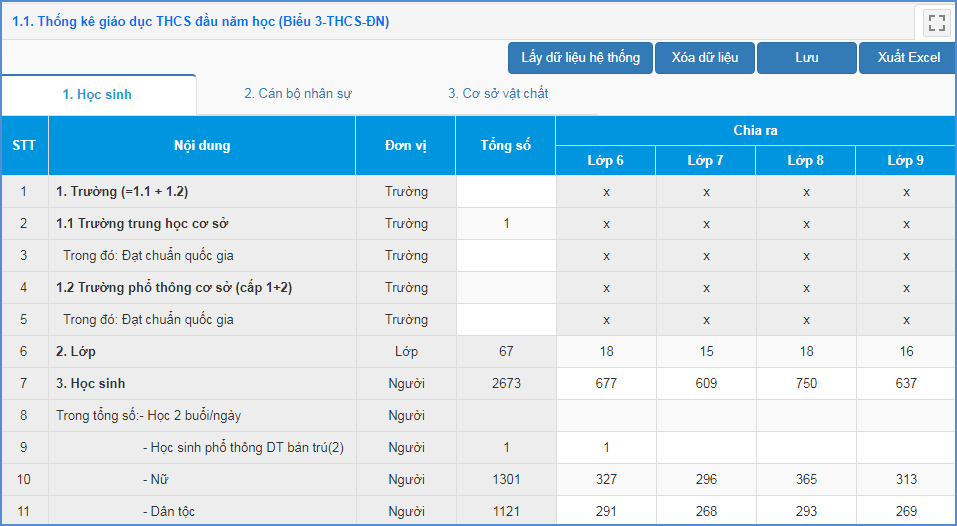 1.1. Thống kê giáo dục THCS đầu năm học (Biểu 3-THCS-ĐN)
Lấy dữ liệu hệ thống Xóa dữ liệu Lưu Xuất Excel
1. Học sinh 2. Cán bộ nhân sự 3. Cơ sở vật chất
STT Nội dung Đơn vị Tổng số Chia ra
Lớp 6 Lớp 7 Lớp 8 Lớp 9
1 1. Trường (=1.1 + 1.2) Trường x x x x
2 1.1 Trường trung học cơ sở Trường 1 x x x x
3 Trong đó: Đạt chuẩn quốc gia Trường x x x x
4 1.2 Trường phổ thông cơ sở (cấp 1+2) Trường x x x x
5 Trong đó: Đạt chuẩn quốc gia Trường x x x x
6 2. Lớp Lớp 67 18 15 18 16
7 3. Học sinh Người 2673 677 609 750 637
8 Trong tổng số:- Học 2 buổi/ngày Người
9 - Học sinh phổ thông DT bán trú(2) Người 1 1
10 - Nữ Người 1301 327 296 365 313
11 - Dân tộc Người 1121 291 268 293 269